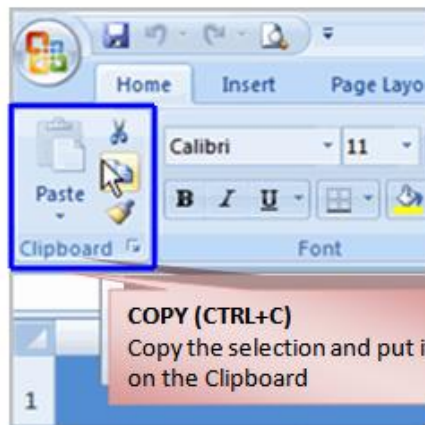 Home Insert Page Layo
Calibri 11
Paste B I U
Clipboard Font
COPY (CTRL+C)
Copy the selection and put i
on the Clipboard
1